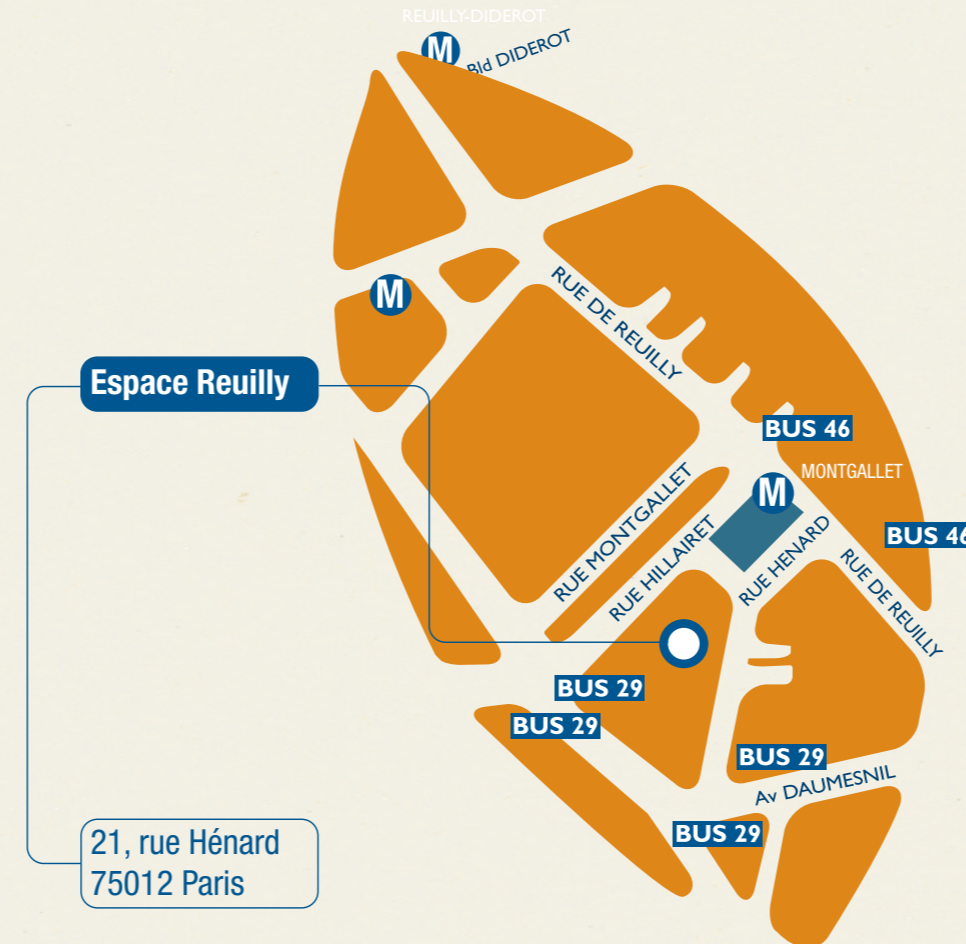 REUILLY-DIDEROT
M
Bld DIDEROT
M
RUE DE REUILLY
Espace Reuilly
BUS 46
MONTGALLET
M
BUS 46
RUE MONTGALLET
RUE HILLAIRET
RUE HENARD
RUE DE REUILLY
BUS 29
BUS 29
BUS 29
Av DAUMESNIL
BUS 29
21, rue Hénard
75012 Paris